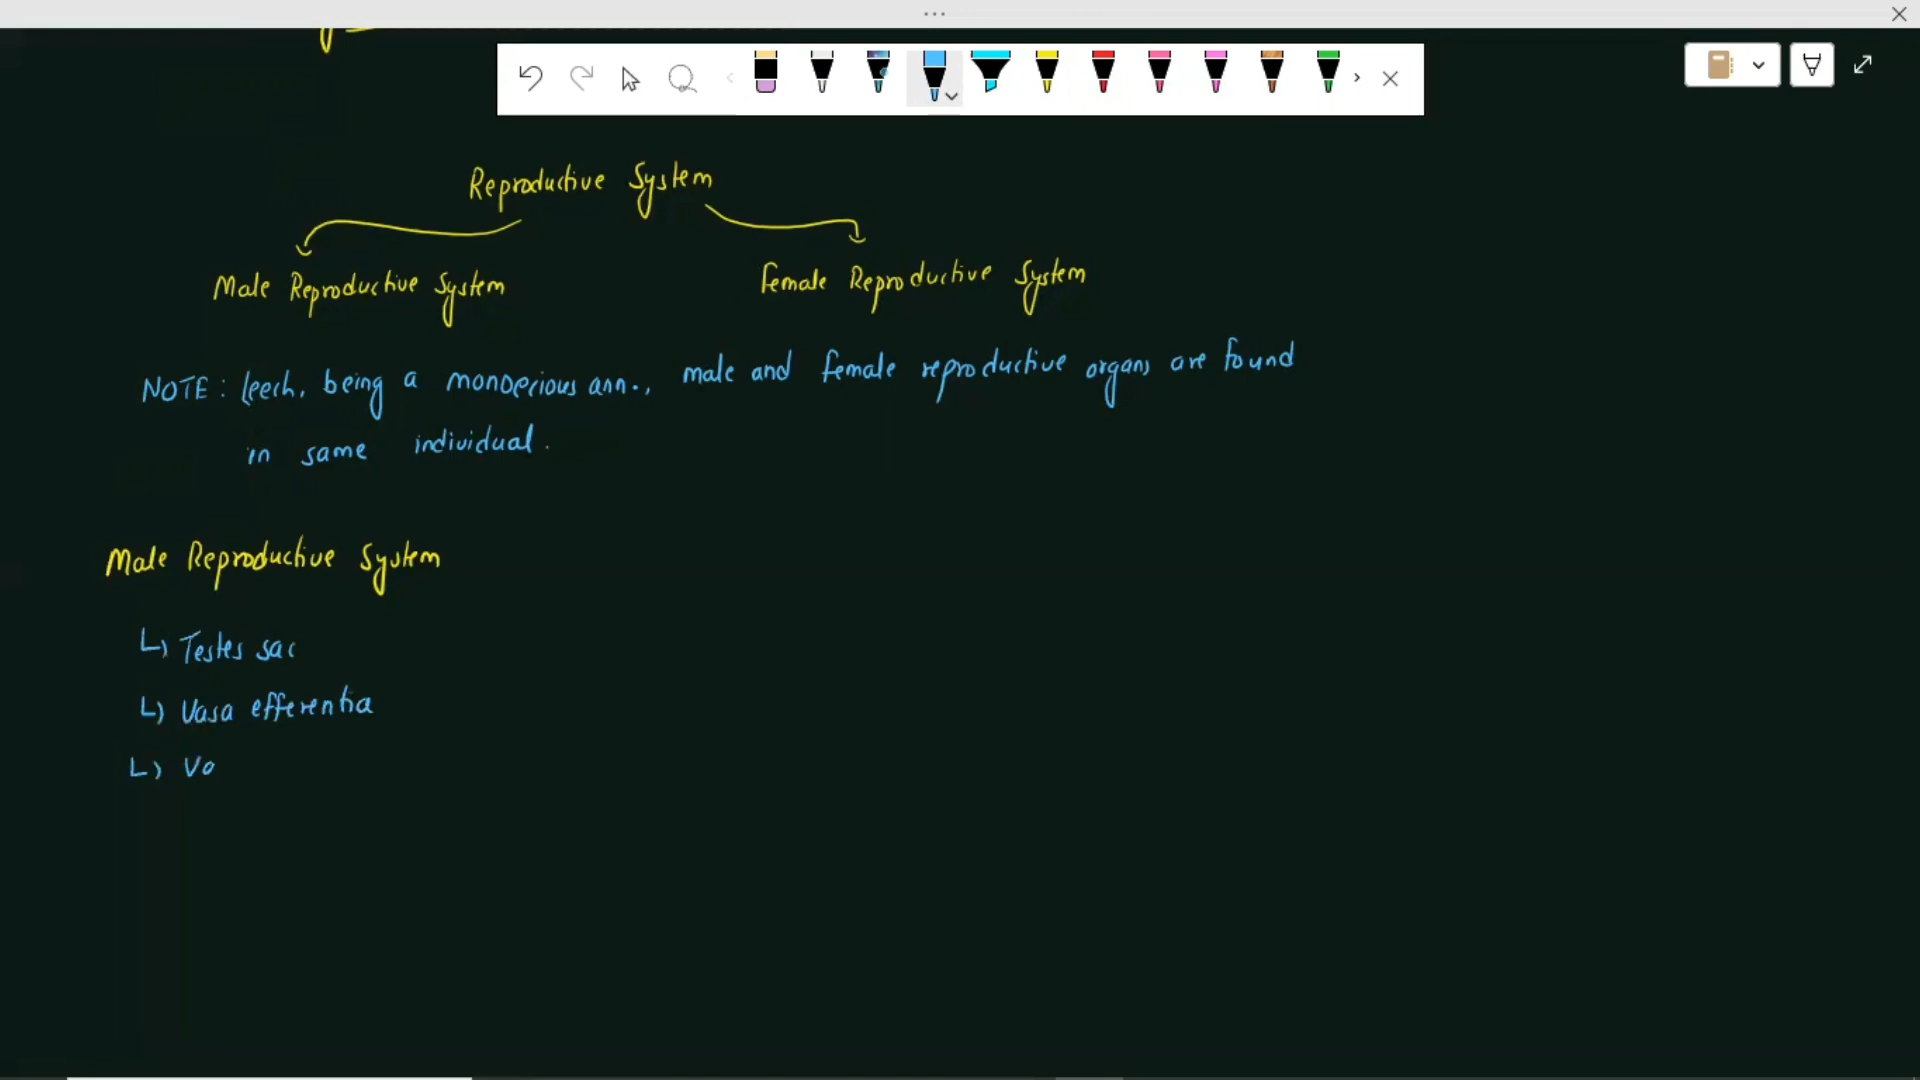 Reproductive System
Male Reproductive System
Female Reproductive System
NOTE: Leech, being a monoecious ann., male and female reproductive organs are found
in same individual.
Male Reproductive System
Testes sac
Vasa efferentia
Va